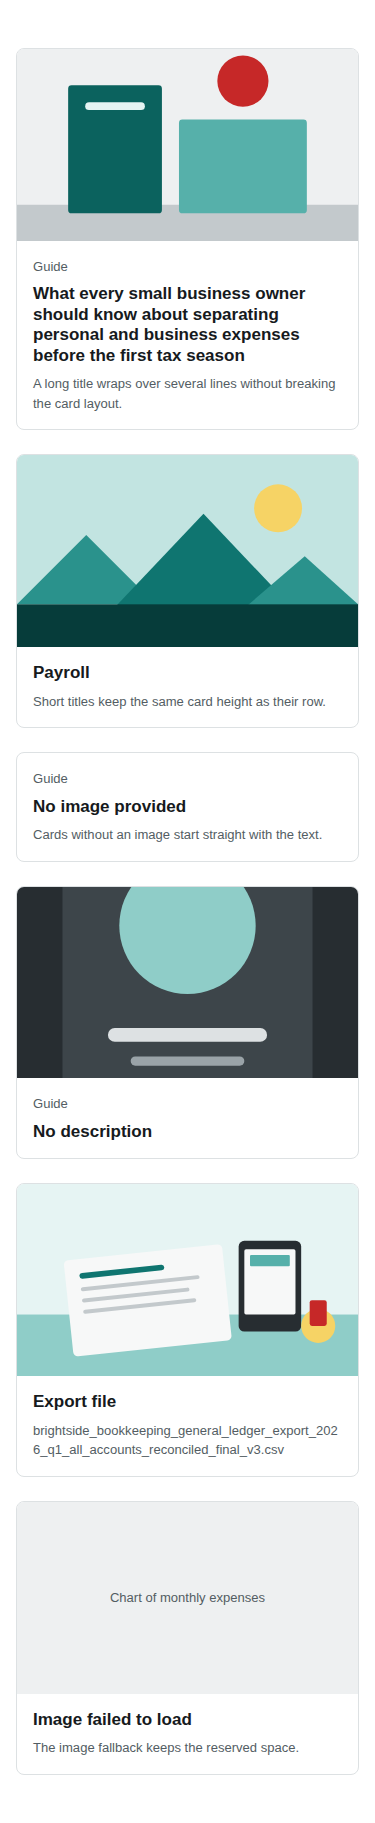 Guide
What every small business owner
should know about separating
personal and business expenses
before the first tax season
A long title wraps over several lines without breaking
the card layout.
Payroll
Short titles keep the same card height as their row.
Guide
No image provided
Cards without an image start straight with the text.
Guide
No description
Export file
brightside_bookkeeping_general_ledger_export_202
6_q1_all_accounts_reconciled_final_v3.csv
Chart of monthly expenses
Image failed to load
The image fallback keeps the reserved space.